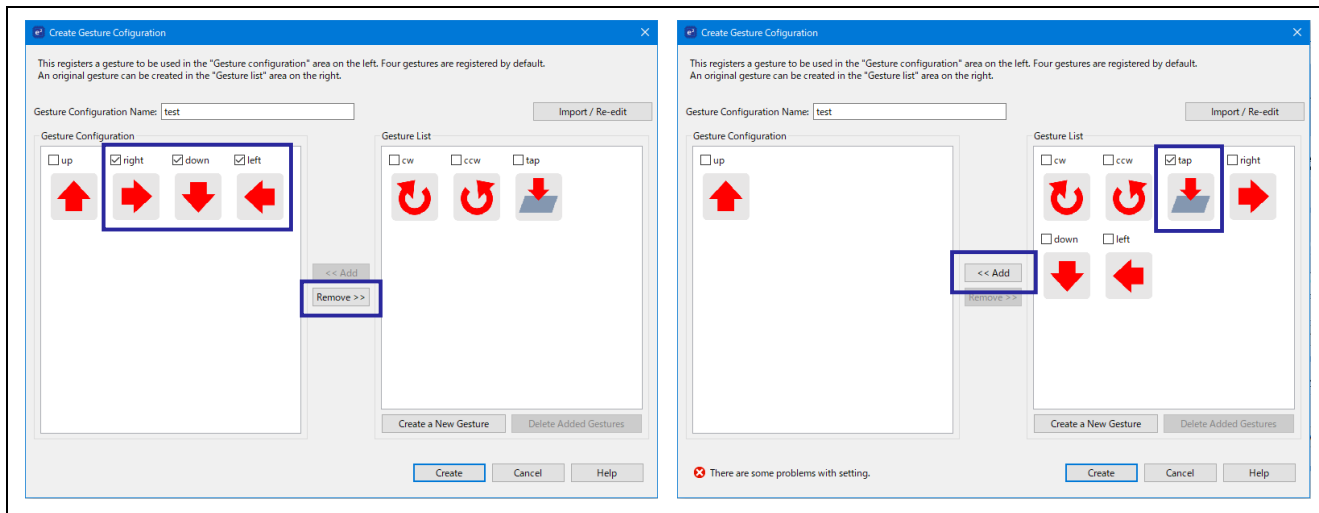 e² Create Gesture Cofiguration
This registers a gesture to be used in the "Gesture configuration" area on the left. Four gestures are registered by default.
An original gesture can be created in the "Gesture list" area on the right.
Gesture Configuration Name: test
Import / Re-edit
Gesture Configuration
up right down left
<< Add
Remove >>
Gesture List
cw ccw tap
Create a New Gesture Delete Added Gestures
Create Cancel Help
e² Create Gesture Cofiguration
This registers a gesture to be used in the "Gesture configuration" area on the left. Four gestures are registered by default.
An original gesture can be created in the "Gesture list" area on the right.
Gesture Configuration Name: test
Import / Re-edit
Gesture Configuration
up
<< Add
Remove >>
Gesture List
cw ccw tap right
down left
Create a New Gesture Delete Added Gestures
There are some problems with setting.
Create Cancel Help